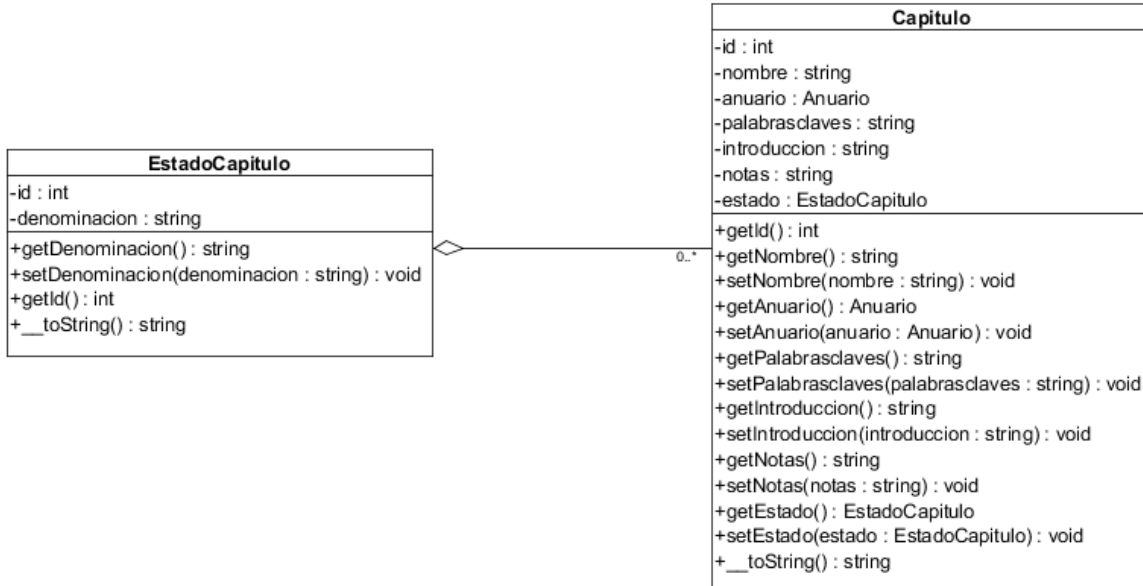 EstadoCapitulo
-id : int
-denominacion : string
+getDenominacion() : string
+setDenominacion(denominacion : string) : void
+getId() : int
+__toString() : string
0..*
Capitulo
-id : int
-nombre : string
-anuario : Anuario
-palabrasclaves : string
-introduccion : string
-notas : string
-estado : EstadoCapitulo
+getId() : int
+getNombre() : string
+setNombre(nombre : string) : void
+getAnuario() : Anuario
+setAnuario(anuario : Anuario) : void
+getPalabrasclaves() : string
+setPalabrasclaves(palabrasclaves : string) : void
+getIntroduccion() : string
+setIntroduccion(introduccion : string) : void
+getNotas() : string
+setNotas(notas : string) : void
+getEstado() : EstadoCapitulo
+setEstado(estado : EstadoCapitulo) : void
+__toString() : string